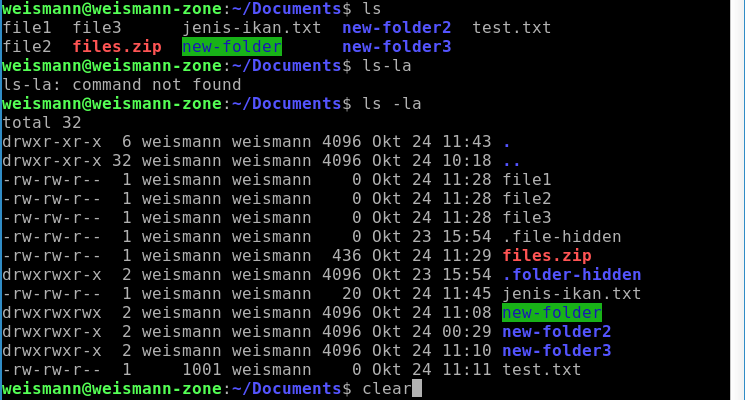 weismann@weismann-zone:~/Documents$ ls
file1  file3      jenis-ikan.txt  new-folder2  test.txt
file2  files.zip  new-folder      new-folder3
weismann@weismann-zone:~/Documents$ ls-la
ls-la: command not found
weismann@weismann-zone:~/Documents$ ls -la
total 32
drwxr-xr-x  6 weismann weismann 4096 Okt 24 11:43 .
drwxr-xr-x 32 weismann weismann 4096 Okt 24 10:18 ..
-rw-rw-r--  1 weismann weismann    0 Okt 24 11:28 file1
-rw-rw-r--  1 weismann weismann    0 Okt 24 11:28 file2
-rw-rw-r--  1 weismann weismann    0 Okt 24 11:28 file3
-rw-rw-r--  1 weismann weismann    0 Okt 23 15:54 .file-hidden
-rw-rw-r--  1 weismann weismann  436 Okt 24 11:29 files.zip
drwxrwxr-x  2 weismann weismann 4096 Okt 23 15:54 .folder-hidden
-rw-rw-r--  1 weismann weismann   20 Okt 24 11:45 jenis-ikan.txt
drwxrwxrwx  2 weismann weismann 4096 Okt 24 11:08 new-folder
drwxrwxr-x  2 weismann weismann 4096 Okt 24 00:29 new-folder2
drwxrwxr-x  2 weismann weismann 4096 Okt 24 11:10 new-folder3
-rw-rw-r--  1     1001 weismann    0 Okt 24 11:11 test.txt
weismann@weismann-zone:~/Documents$ clear